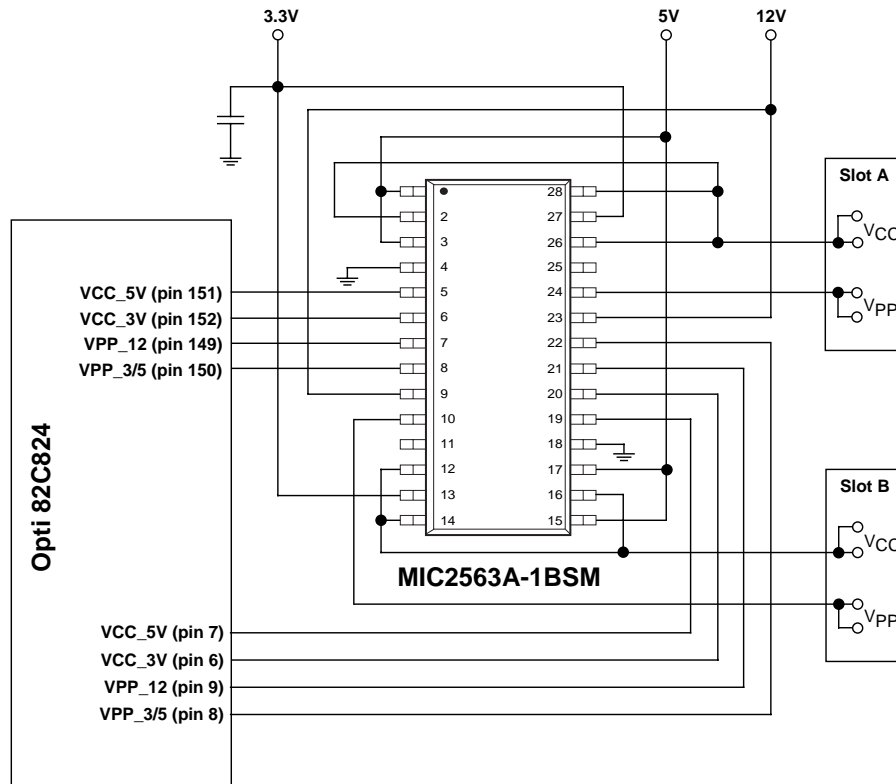 3.3V
5V
12V
Slot A
VCC
VPP
28
2
27
3
26
4
25
5
24
6
23
7
22
8
21
9
20
10
19
11
18
12
17
13
16
14
15
VCC_5V (pin 151)
VCC_3V (pin 152)
VPP_12 (pin 149)
VPP_3/5 (pin 150)
Opti 82C824
MIC2563A-1BSM
Slot B
VCC
VPP
VCC_5V (pin 7)
VCC_3V (pin 6)
VPP_12 (pin 9)
VPP_3/5 (pin 8)